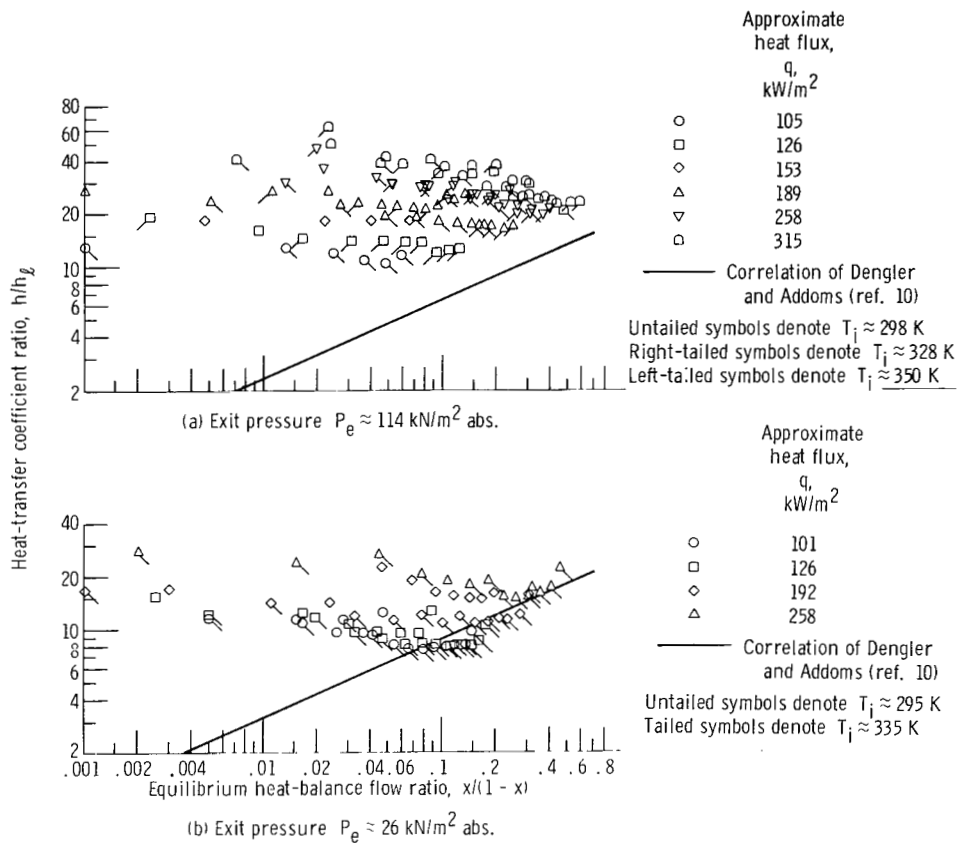 Approximate
heat flux,
q,
kW/m²
105
126
153
189
258
315
Correlation of Dengler
and Addoms (ref. 10)
Untailed symbols denote Tᵢ ≈ 298 K
Right-tailed symbols denote Tᵢ ≈ 328 K
Left-tailed symbols denote Tᵢ ≈ 350 K
80
60
40
20
10
8
6
4
2
(a) Exit pressure Pₑ ≈ 114 kN/m² abs.
Heat-transfer coefficient ratio, h/hℓ
Approximate
heat flux,
q,
kW/m²
101
126
192
258
Correlation of Dengler
and Addoms (ref. 10)
Untailed symbols denote Tᵢ ≈ 295 K
Tailed symbols denote Tᵢ ≈ 335 K
40
20
10
8
6
4
2
.001 .002 .004 .01 .02 .04 .06 .1 .2 .4 .6 .8
Equilibrium heat-balance flow ratio, x/(1 - x)
(b) Exit pressure Pₑ ≈ 26 kN/m² abs.